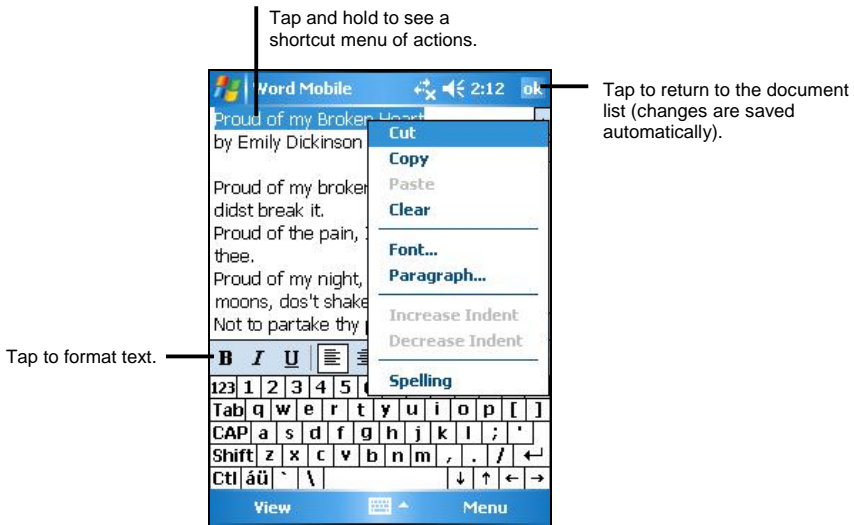 Tap and hold to see a
shortcut menu of actions.
Word Mobile 2:12 ok
Tap to return to the document
list (changes are saved
automatically).
Proud of my Broken Heart
by Emily Dickinson
Proud of my broken
didst break it.
Proud of the pain,
thee.
Proud of my night,
moons, dos't shake
Not to partake thy
Cut
Copy
Paste
Clear
Font...
Paragraph...
Increase Indent
Decrease Indent
Spelling
Tap to format text.
B I U
123 1 2 3 4 5
Tab q w e r t y u i o p [ ]
CAP a s d f g h j k l ; '
Shift z x c v b n m , . / ↵
Ctl áü ` \ ↓ ↑ ← →
View Menu